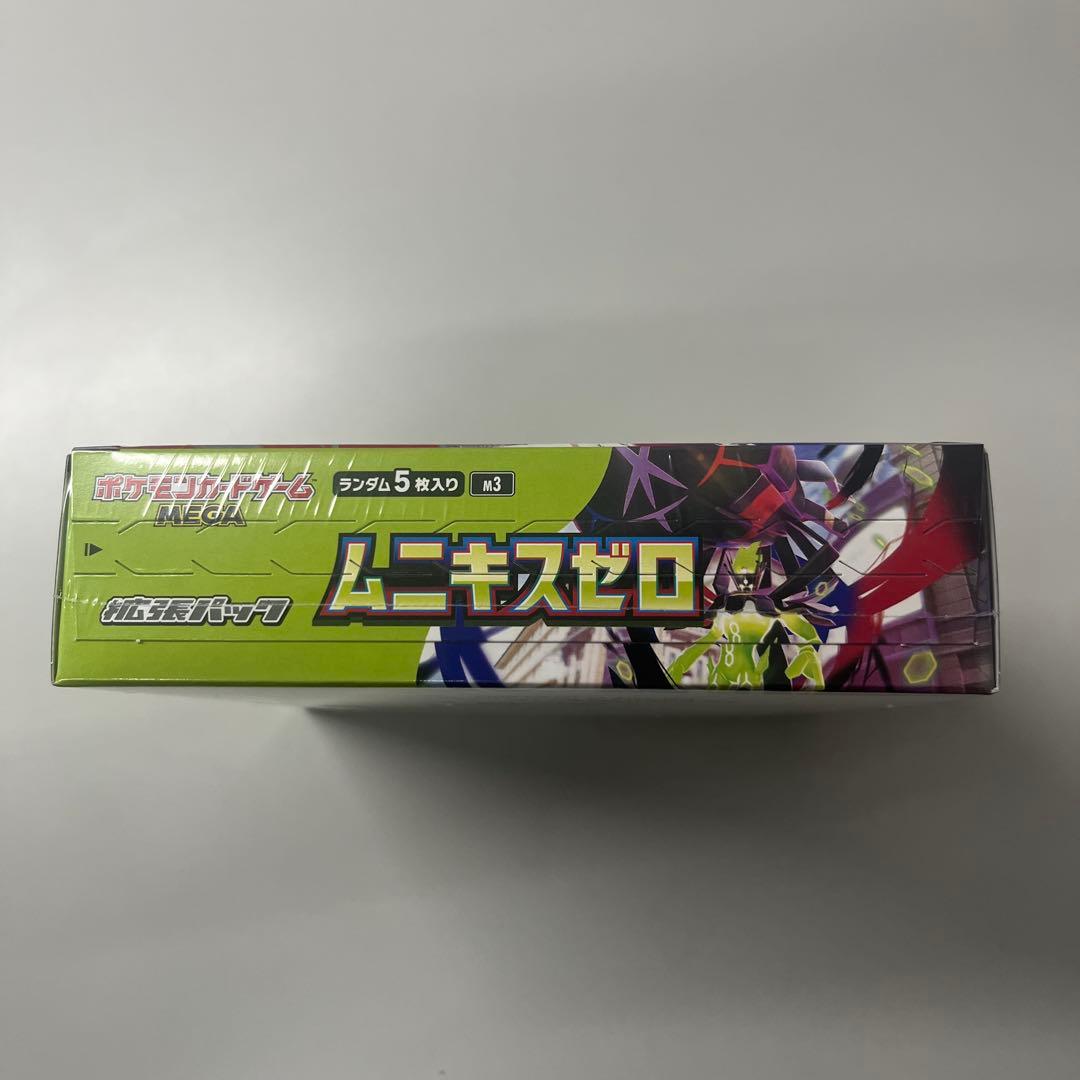 ポケモンカードゲーム
MEGA
ランダム5枚入り
M3
ムニキスゼロ
拡張パック